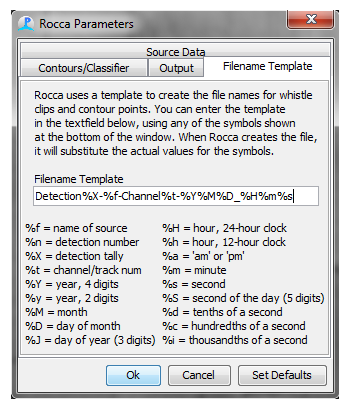 Rocca Parameters
Source Data
Contours/Classifier Output Filename Template
Rocca uses a template to create the file names for whistle
clips and contour points. You can enter the template
in the textfield below, using any of the symbols shown
at the bottom of the window. When Rocca creates the file,
it will substitute the actual values for the symbols.
Filename Template
Detection%X-%f-Channel%t-%Y%M%D_%H%m%s
%f = name of source %H = hour, 24-hour clock
%n = detection number %h = hour, 12-hour clock
%X = detection tally %a = 'am' or 'pm'
%t = channel/track num %m = minute
%Y = year, 4 digits %s = second
%y = year, 2 digits %S = second of the day (5 digits)
%M = month %d = tenths of a second
%D = day of month %c = hundredths of a second
%J = day of year (3 digits) %i = thousandths of a second
Ok Cancel Set Defaults